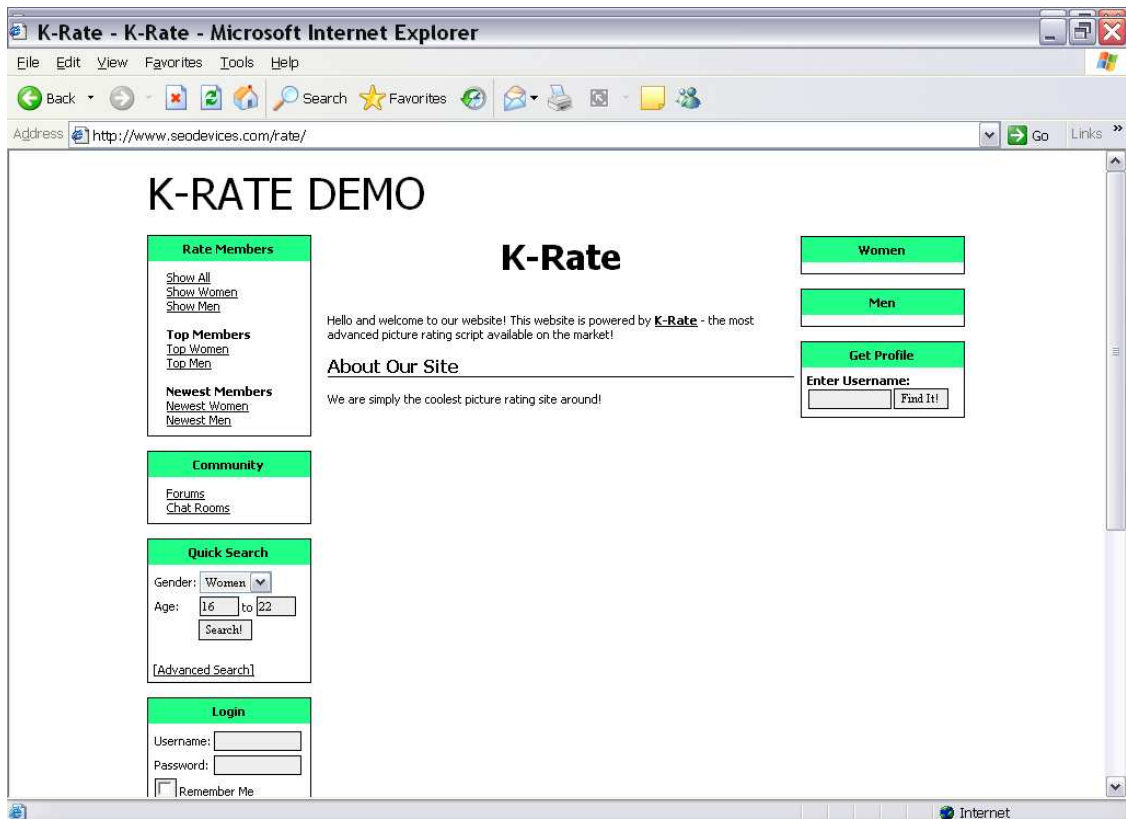 K-Rate - K-Rate - Microsoft Internet Explorer
File Edit View Favorites Tools Help
Back Search Favorites
Address http://www.seodevices.com/rate/ Go Links »
K-RATE DEMO
Rate Members
Show All
Show Women
Show Men
Top Members
Top Women
Top Men
Newest Members
Newest Women
Newest Men
Community
Forums
Chat Rooms
Quick Search
Gender: Women
Age: 16 to 22
Search!
[Advanced Search]
Login
Username:
Password:
Remember Me
K-Rate
Hello and welcome to our website! This website is powered by K-Rate - the most
advanced picture rating script available on the market!
About Our Site
We are simply the coolest picture rating site around!
Women
Men
Get Profile
Enter Username:
Find It!
Internet